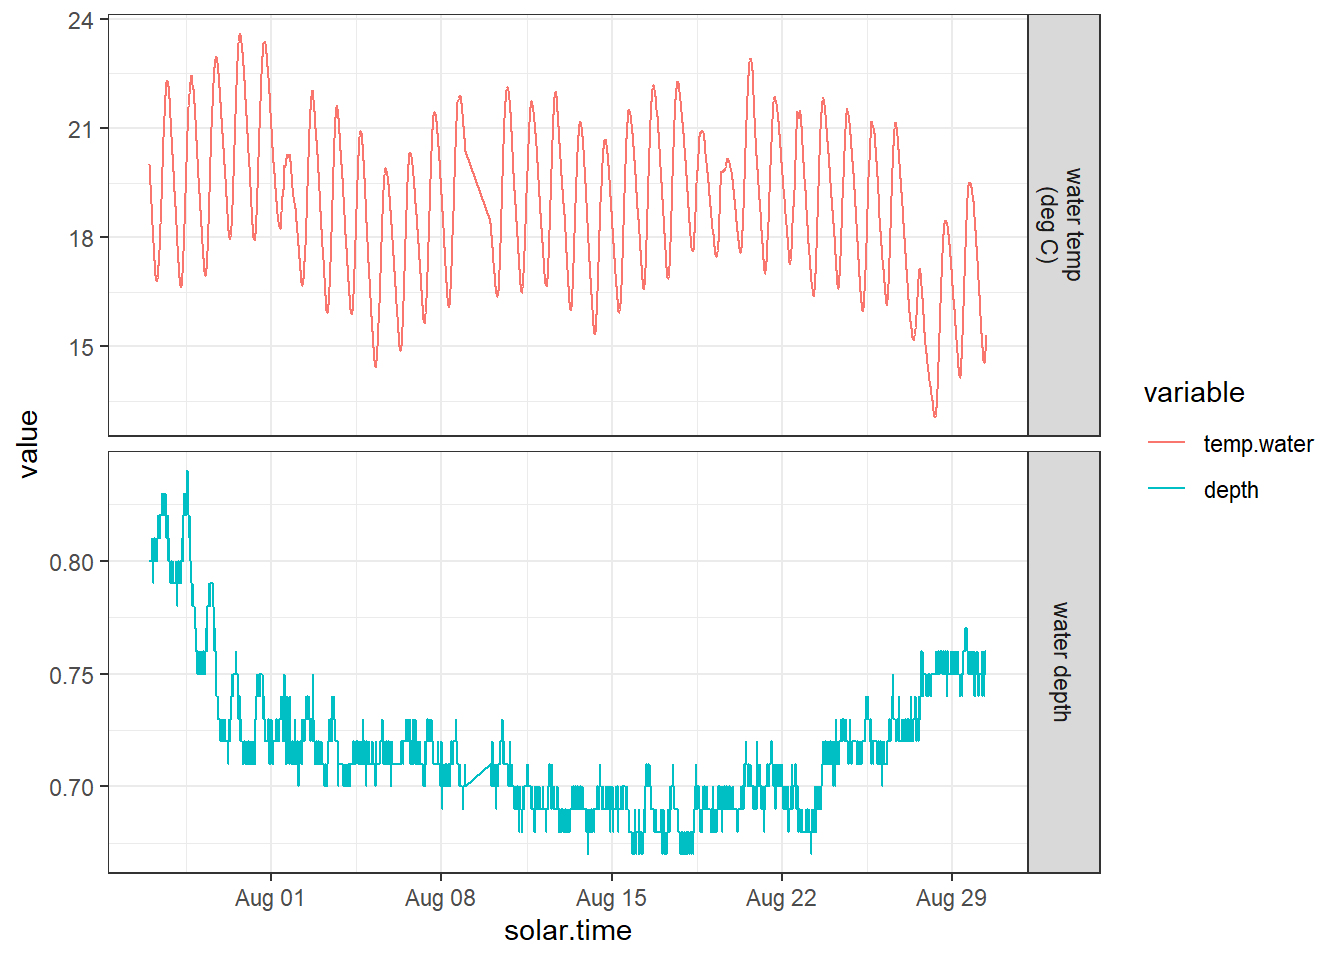 24
21
18
15
water temp
(deg C)
value
0.80
0.75
0.70
water depth
Aug 01
Aug 08
Aug 15
Aug 22
Aug 29
solar.time
variable
temp.water
depth